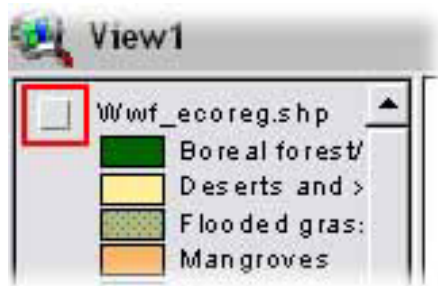 View1
Wwf_ecoreg.shp
Boreal forest/
Deserts and >
Flooded gras:
Mangroves